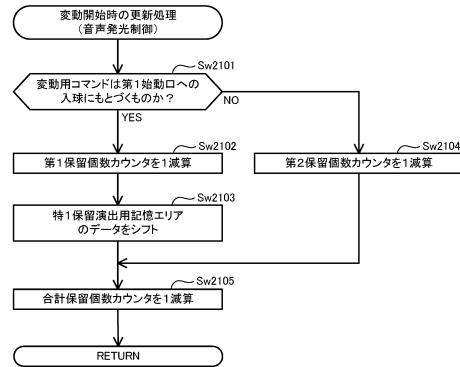 変動開始時の更新処理
(音声発光制御)
Sw2101
変動用コマンドは第1始動口への
入球にもとづくものか?
NO
YES
Sw2102
第1保留個数カウンタを1減算
Sw2104
第2保留個数カウンタを1減算
Sw2103
特1保留演出用記憶エリア
のデータをシフト
Sw2105
合計保留個数カウンタを1減算
RETURN